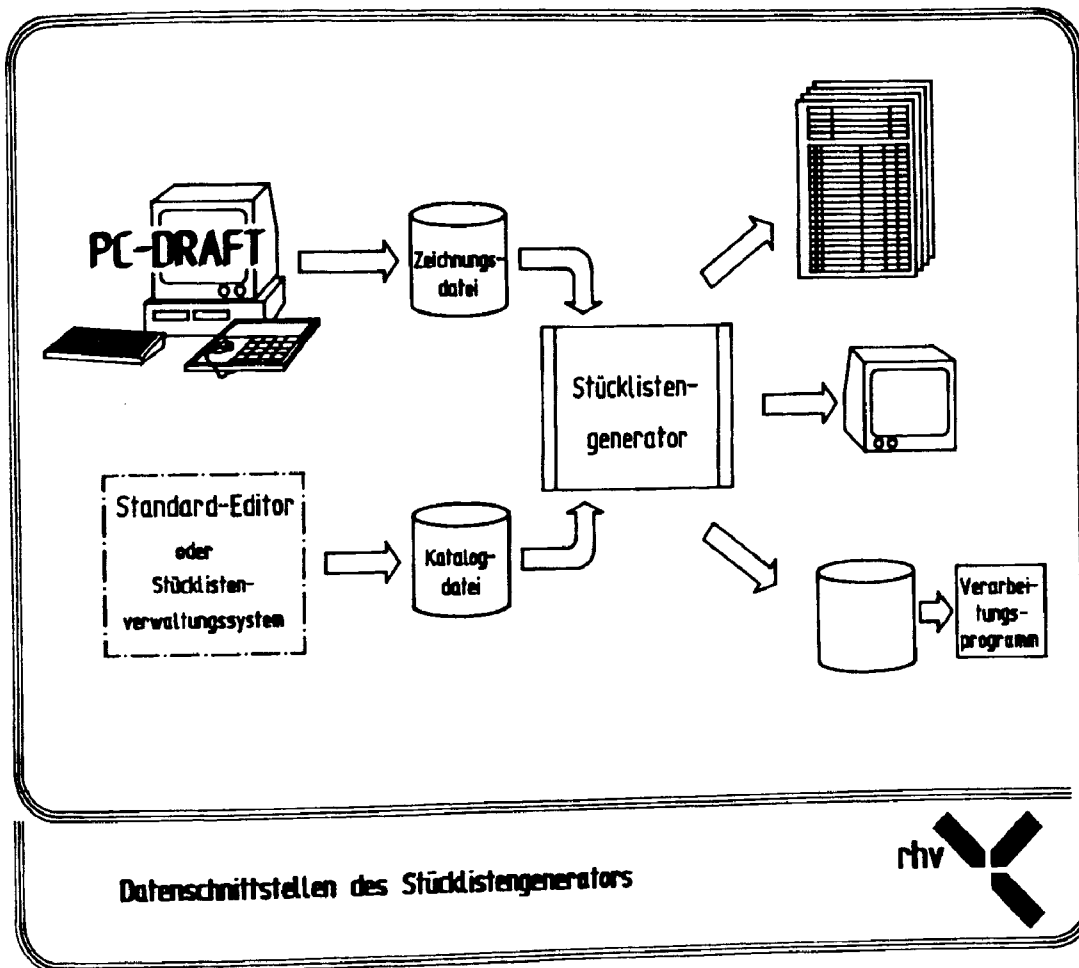 PC-DRAFT
Zeichnungs-
datei
Stücklisten-
generator
Standard-Editor
oder
Stücklisten-
verwaltungssystem
Katalog-
datei
Verarbei-
tungs-
programm
Datenschnittstellen des Stücklistengenerators
rhv